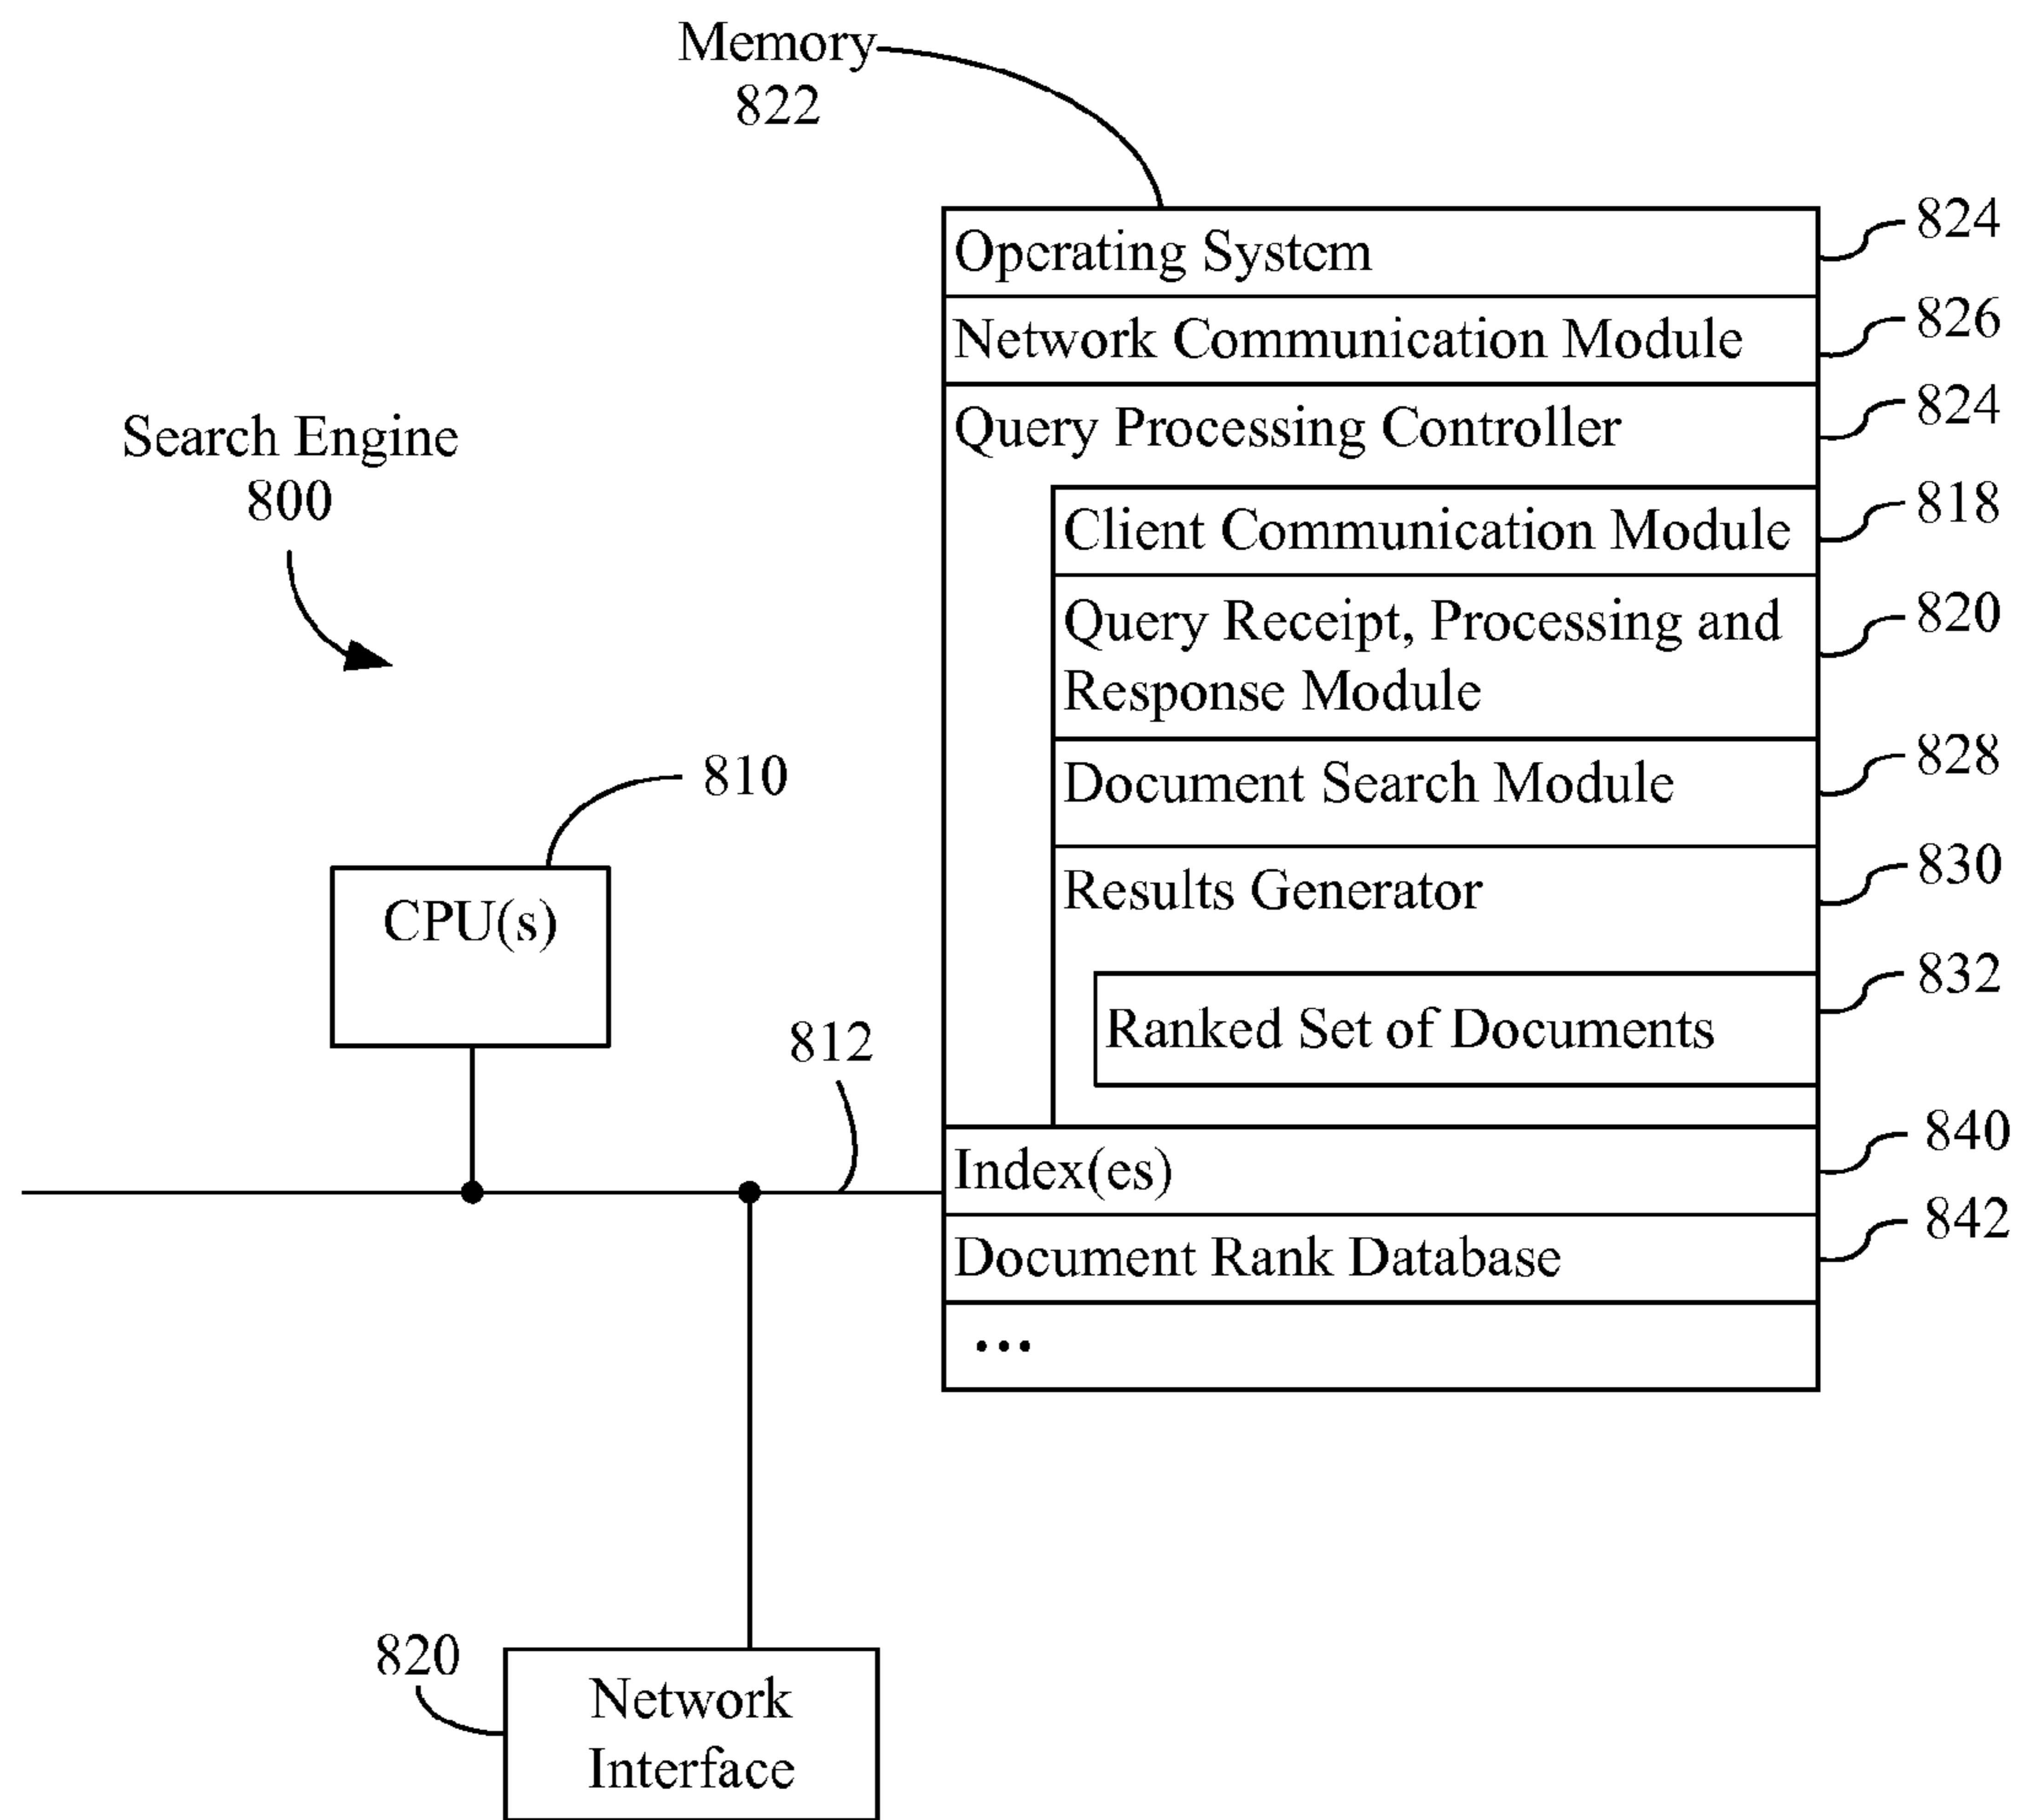 Memory
822
Operating System
824
Network Communication Module
826
Query Processing Controller
824
Search Engine
800
Client Communication Module
818
Query Receipt, Processing and
Response Module
820
Document Search Module
828
810
CPU(s)
Results Generator
830
Ranked Set of Documents
832
812
Index(es)
840
Document Rank Database
842
...
820
Network
Interface